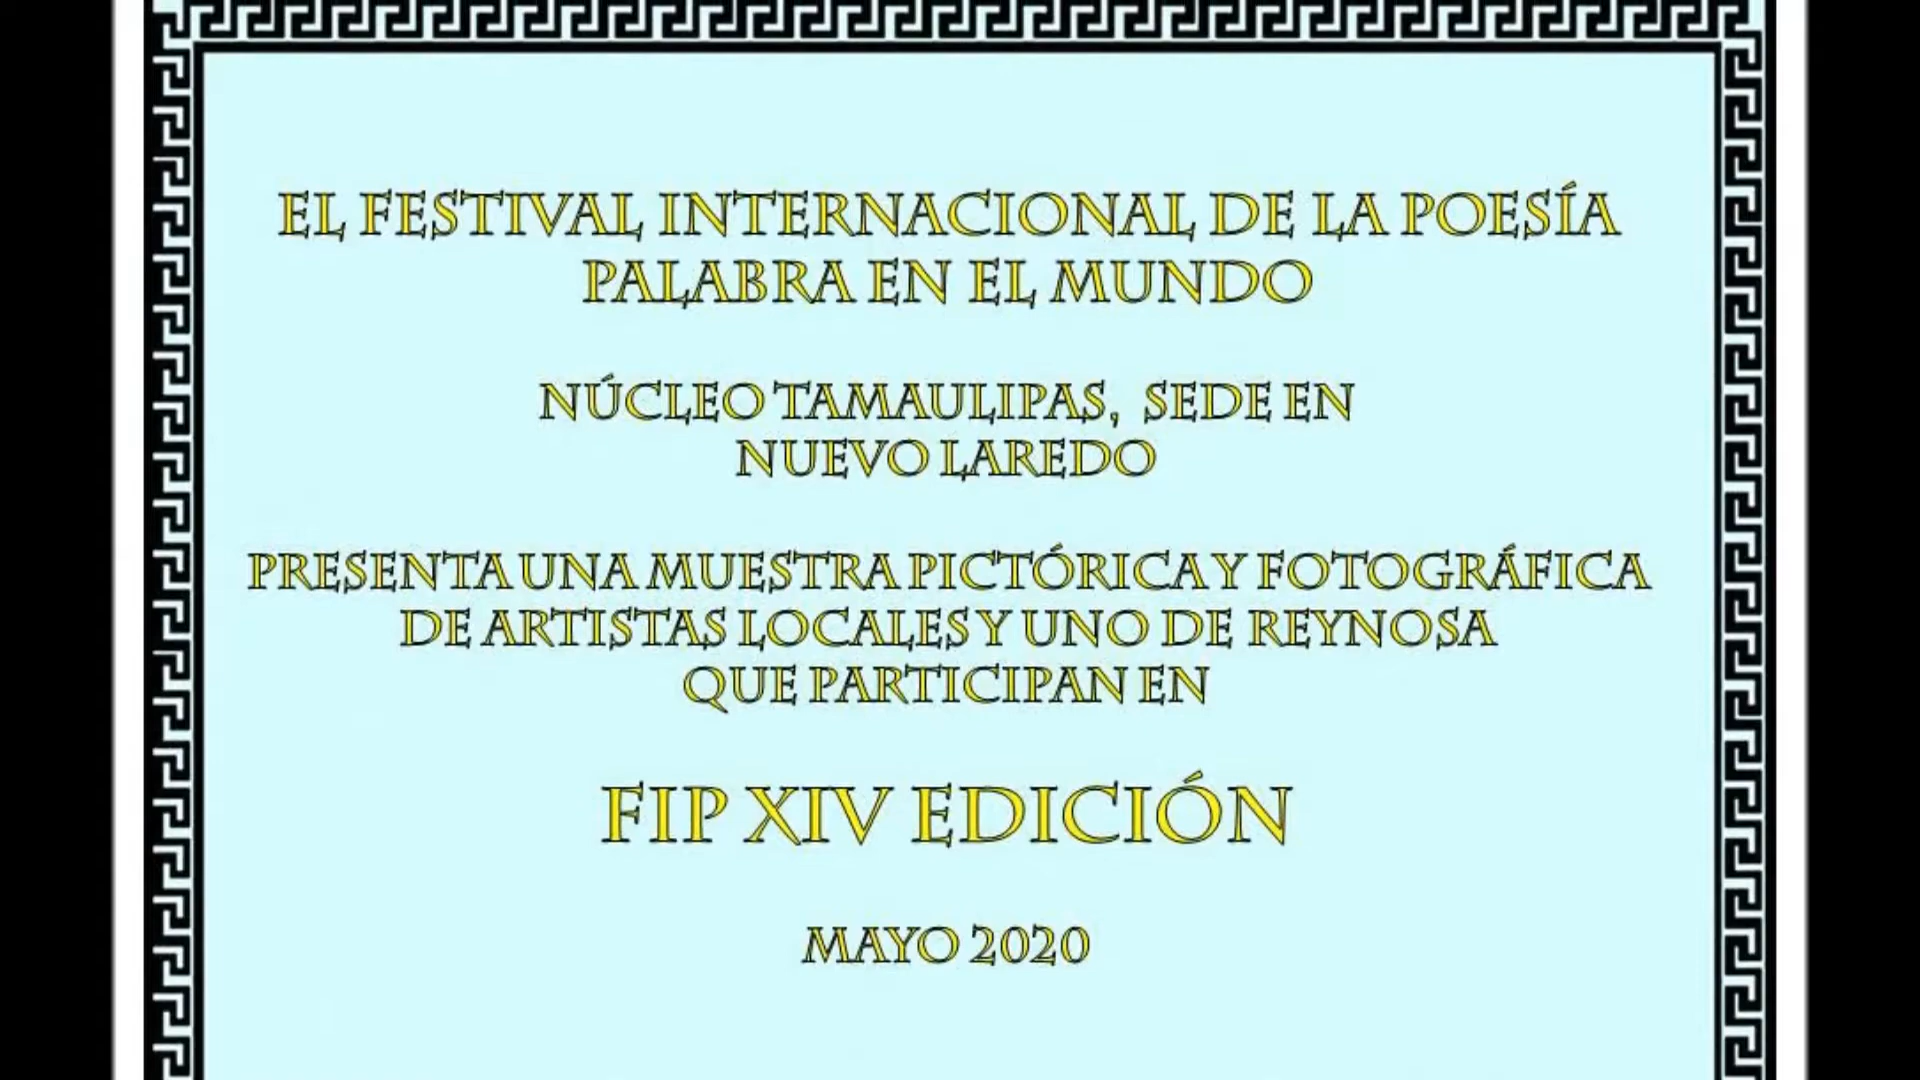 EL FESTIVAL INTERNACIONAL DE LA POESÍA
PALABRA EN EL MUNDO
NÚCLEO TAMAULIPAS, SEDE EN
NUEVO LAREDO
PRESENTA UNA MUESTRA PICTÓRICA Y FOTOGRÁFICA
DE ARTISTAS LOCALES Y UNO DE REYNOSA
QUE PARTICIPAN EN
FIP XIV EDICIÓN
MAYO 2020